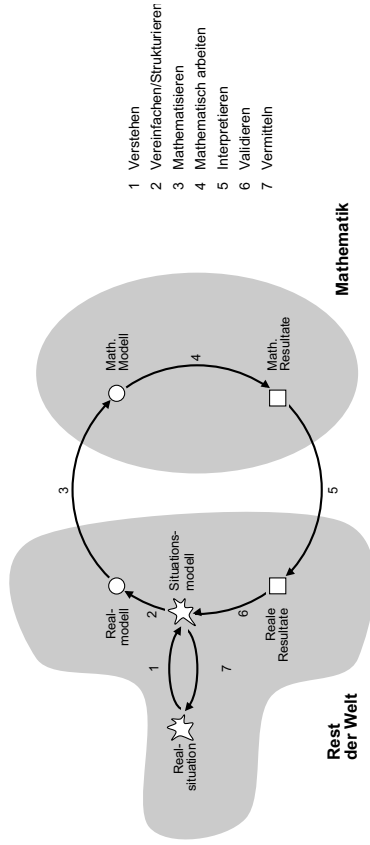 3
Real-
modell
Math.
Modell
2
Situations-
modell
1
Real-
situation
7
4
6
Reale
Resultate
Math.
Resultate
5
Rest
der Welt
Mathematik
1 Verstehen
2 Vereinfachen/Strukturieren
3 Mathematisieren
4 Mathematisch arbeiten
5 Interpretieren
6 Validieren
7 Vermitteln